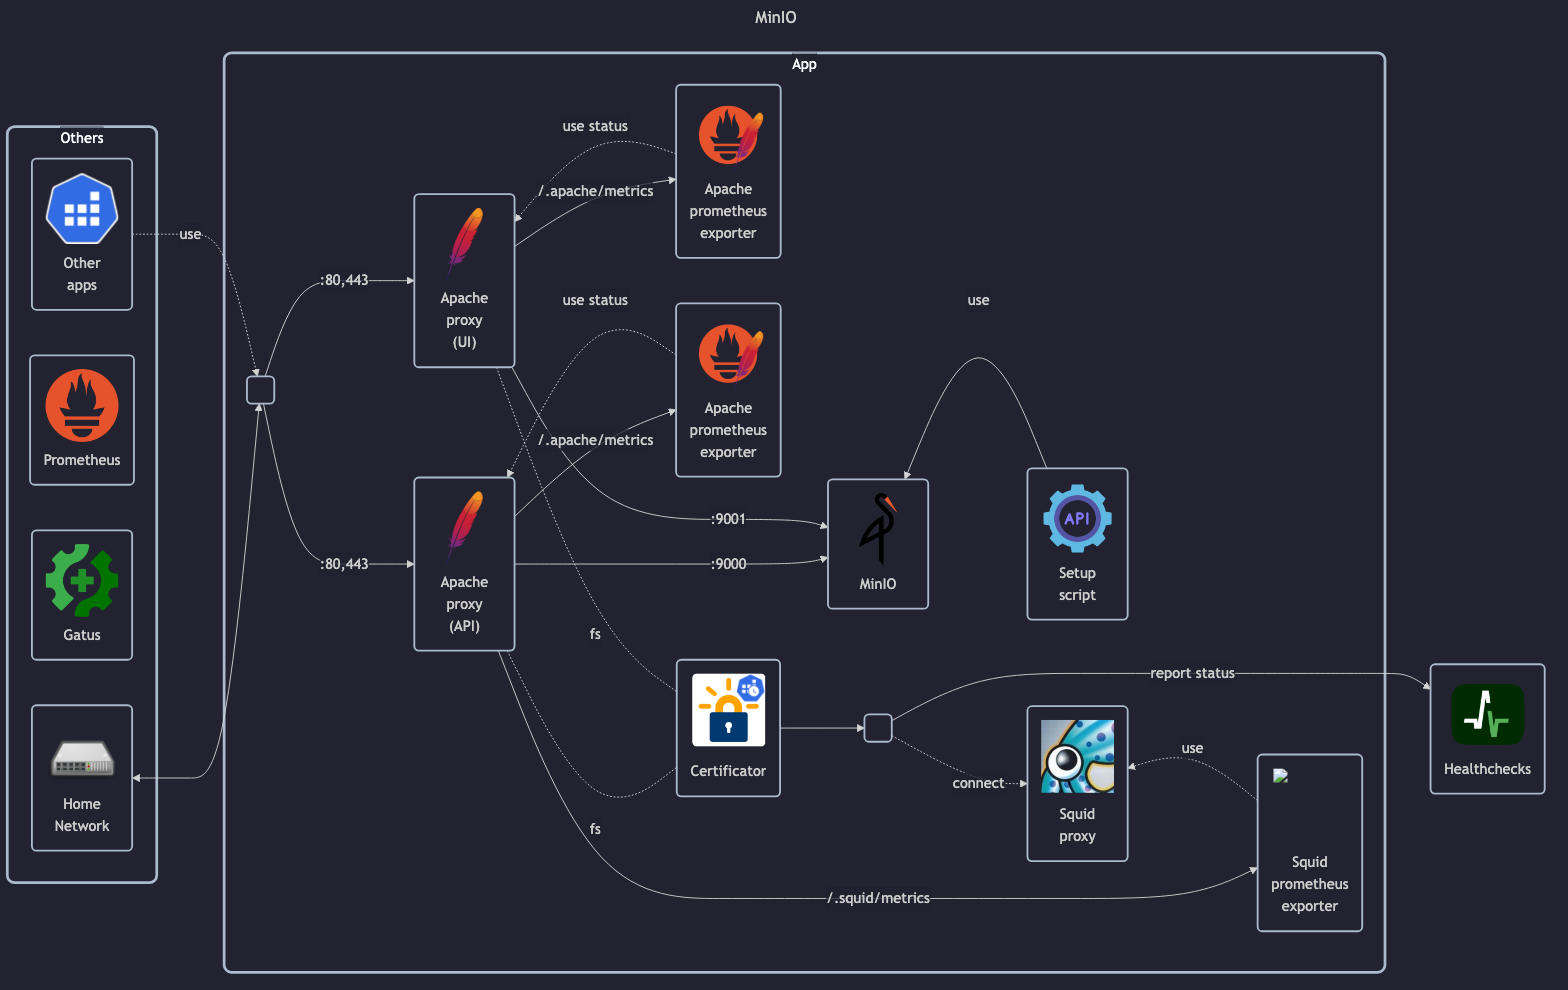 MinIO
App
Others
Other
apps
Prometheus
Gatus
Home
Network
use
:80,443
:80,443
Apache
proxy
(UI)
Apache
proxy
(API)
use status
/.apache/metrics
use status
/.apache/metrics
fs
fs
Apache
prometheus
exporter
Apache
prometheus
exporter
:9001
:9000
Certificator
/.squid/metrics
MinIO
use
connect
API
Setup
script
Squid
proxy
report status
use
Squid
prometheus
exporter
Healthchecks